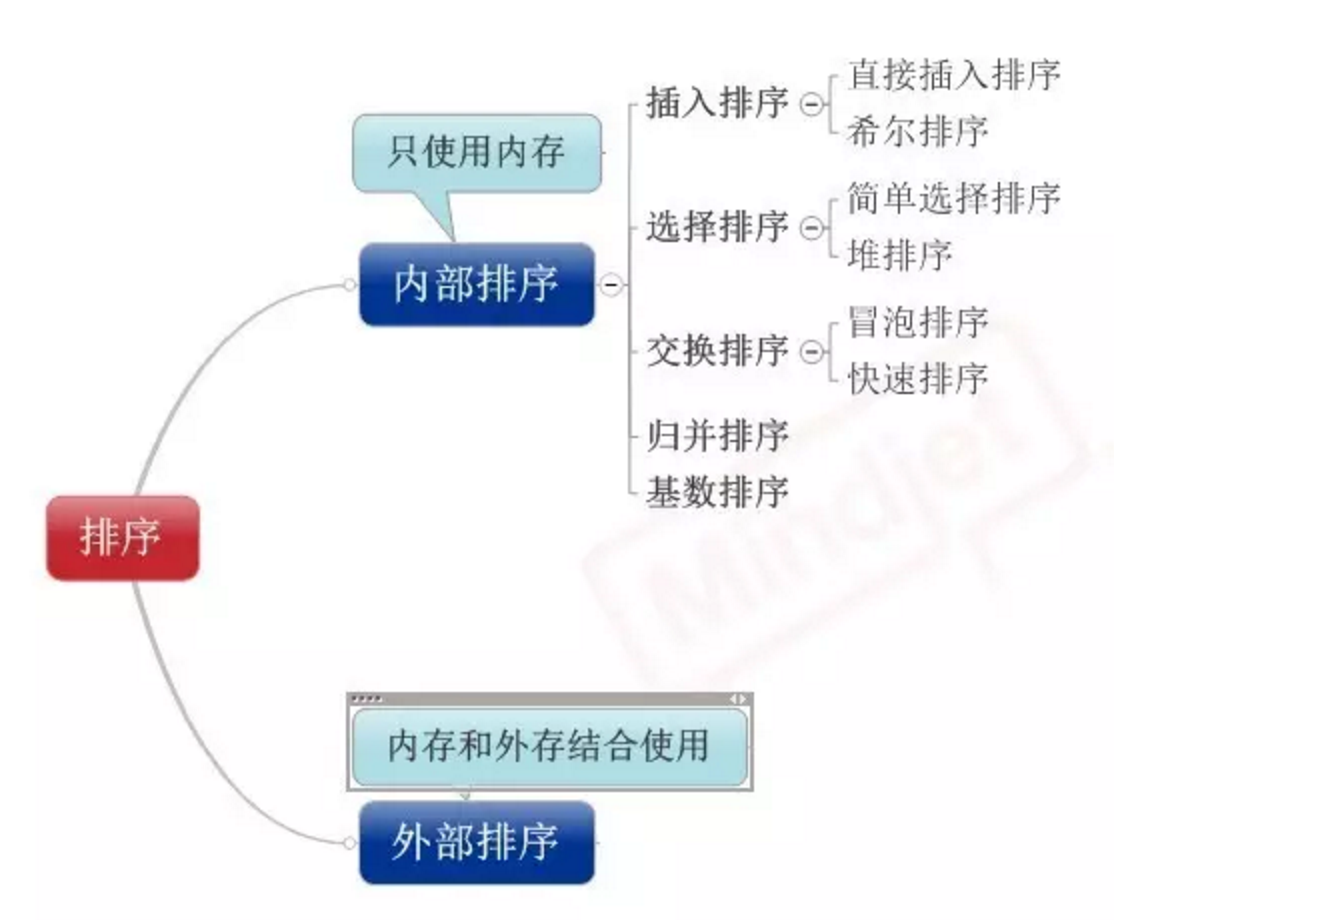 直接插入排序
插入排序
希尔排序
只使用内存
简单选择排序
选择排序
堆排序
内部排序
冒泡排序
交换排序
快速排序
归并排序
基数排序
排序
内存和外存结合使用
外部排序
Mindjet